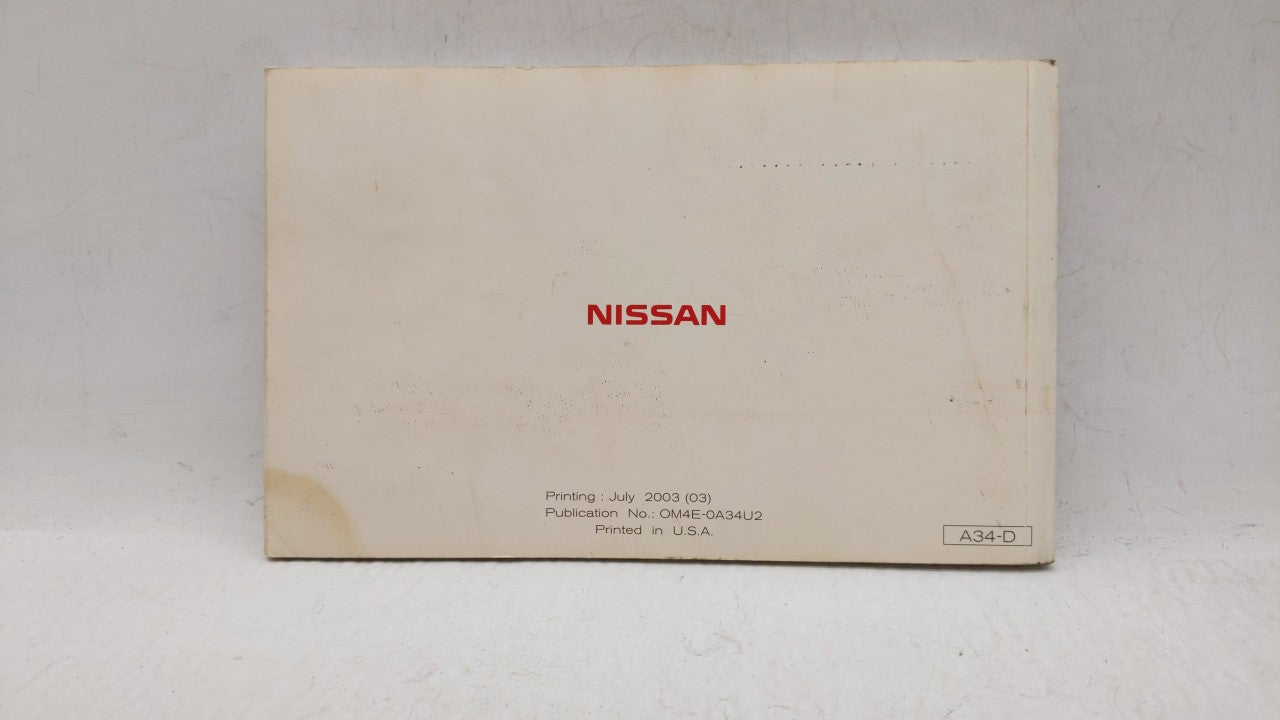 NISSAN
Printing : July 2003 (03)
Publication No.: OM4E-0A34U2
Printed in U.S.A.
A34-D